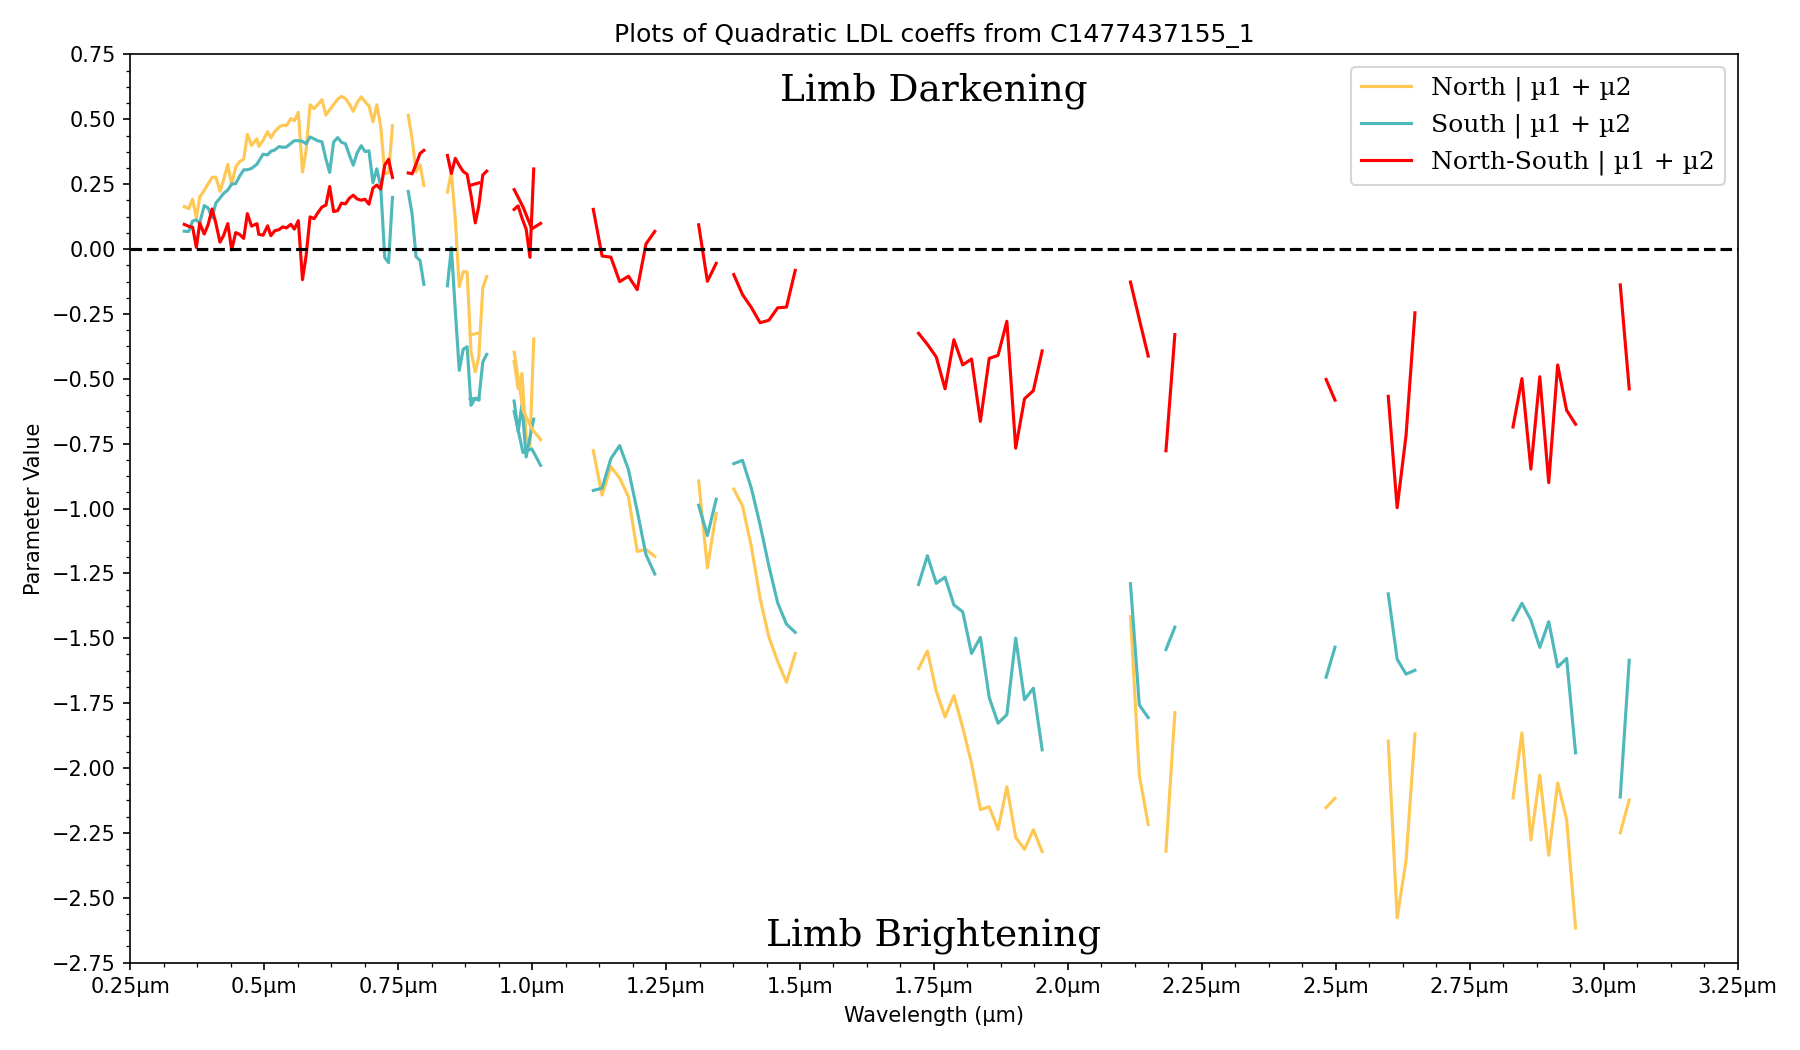 Plots of Quadratic LDL coeffs from C1477437155_1
Limb Darkening
North | µ1 + µ2
South | µ1 + µ2
North-South | µ1 + µ2
0.75
0.50
0.25
0.00
−0.25
−0.50
−0.75
−1.00
−1.25
−1.50
−1.75
−2.00
−2.25
−2.50
−2.75
Parameter Value
Limb Brightening
0.25µm 0.5µm 0.75µm 1.0µm 1.25µm 1.5µm 1.75µm 2.0µm 2.25µm 2.5µm 2.75µm 3.0µm 3.25µm
Wavelength (µm)